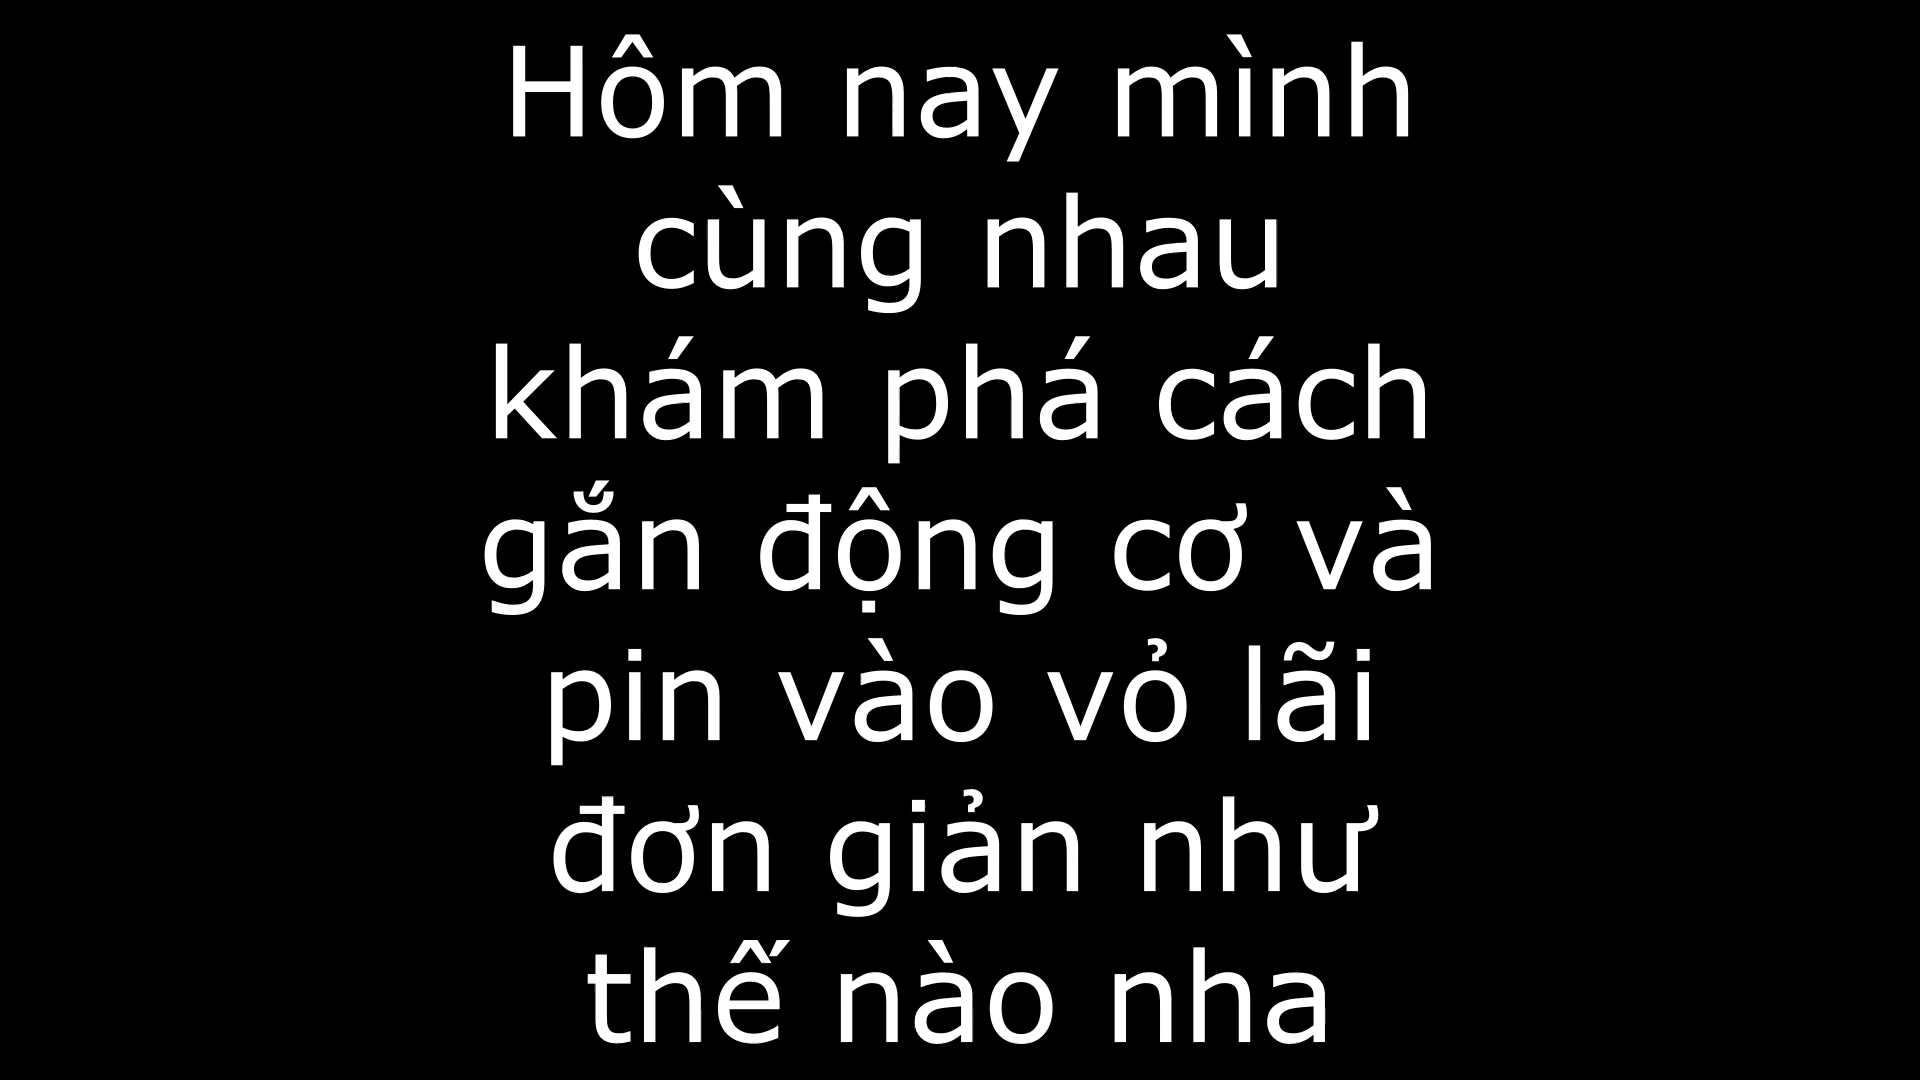 Hôm nay mình
cùng nhau
khám phá cách
gắn động cơ và
pin vào vỏ lãi
đơn giản như
thế nào nha